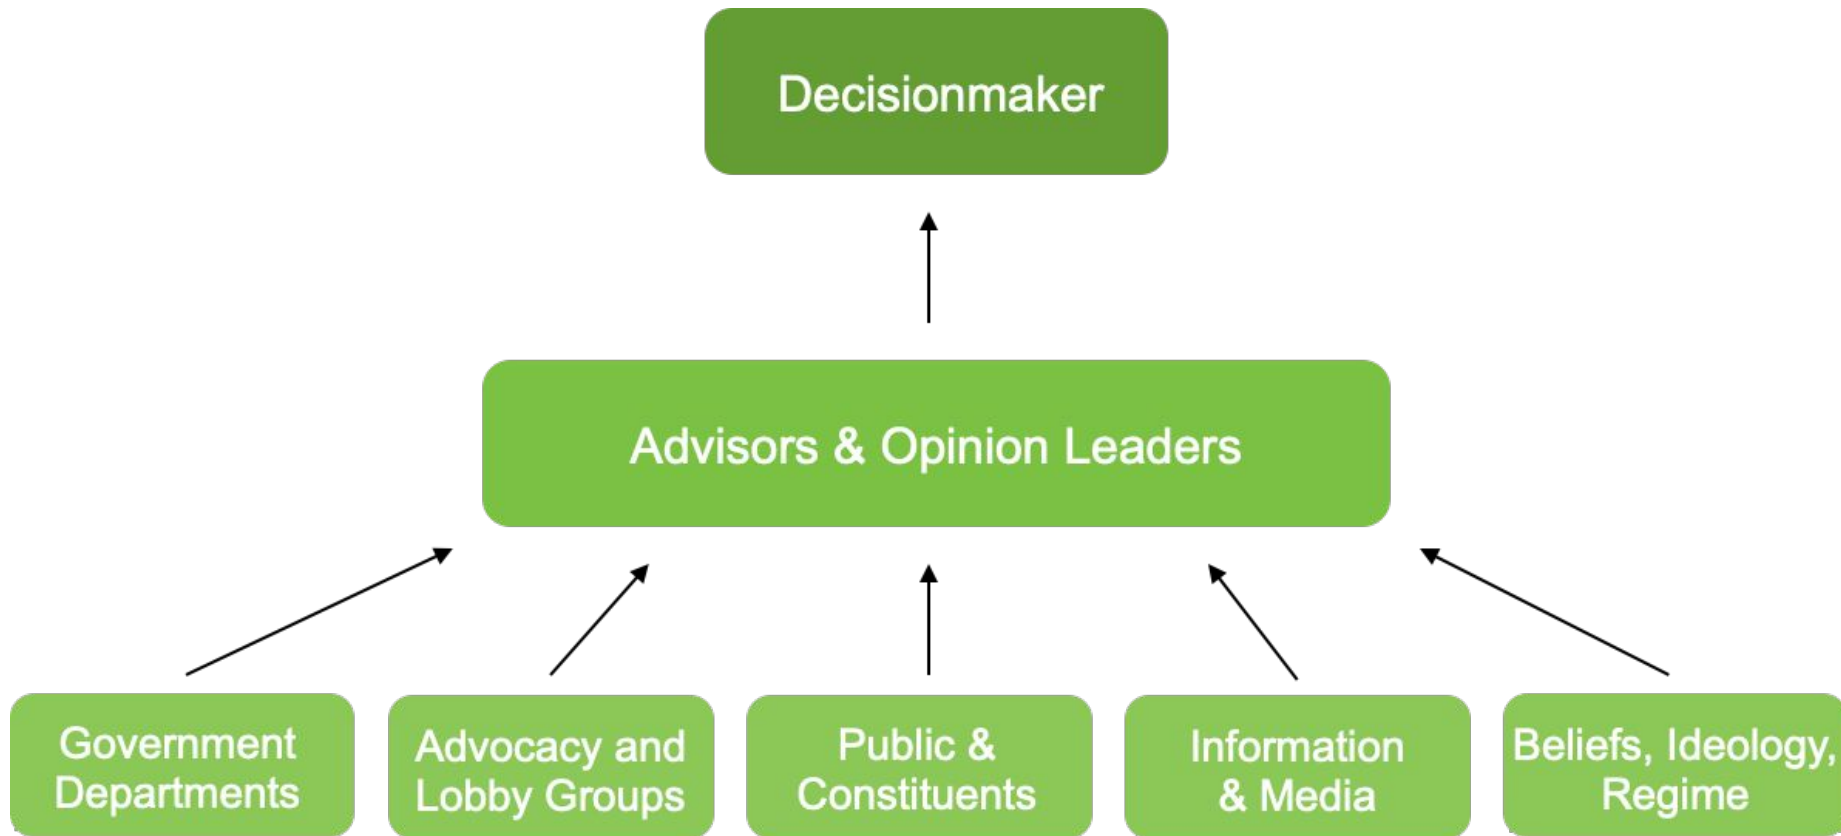 Decisionmaker
Advisors & Opinion Leaders
Government
Departments
Advocacy and
Lobby Groups
Public &
Constituents
Information
& Media
Beliefs, Ideology,
Regime